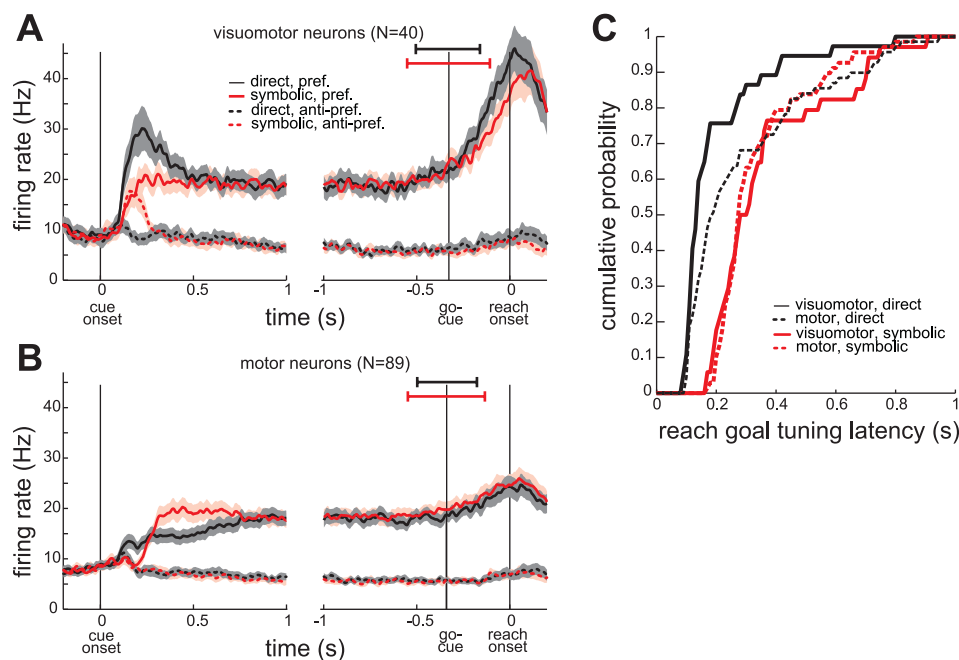 A
visuomotor neurons (N=40)
direct, pref.
symbolic, pref.
direct, anti-pref.
symbolic, anti-pref.
firing rate (Hz)
40
30
20
10
0
0
0.5
1
-1
-0.5
0
cue
onset
time (s)
go-
cue
reach
onset
B
motor neurons (N=89)
firing rate (Hz)
40
30
20
10
0
0
0.5
1
-1
-0.5
0
cue
onset
time (s)
go-
cue
reach
onset
C
cumulative probability
1
0.9
0.8
0.7
0.6
0.5
0.4
0.3
0.2
0.1
0
visuomotor, direct
motor, direct
visuomotor, symbolic
motor, symbolic
0
0.2
0.4
0.6
0.8
1
reach goal tuning latency (s)